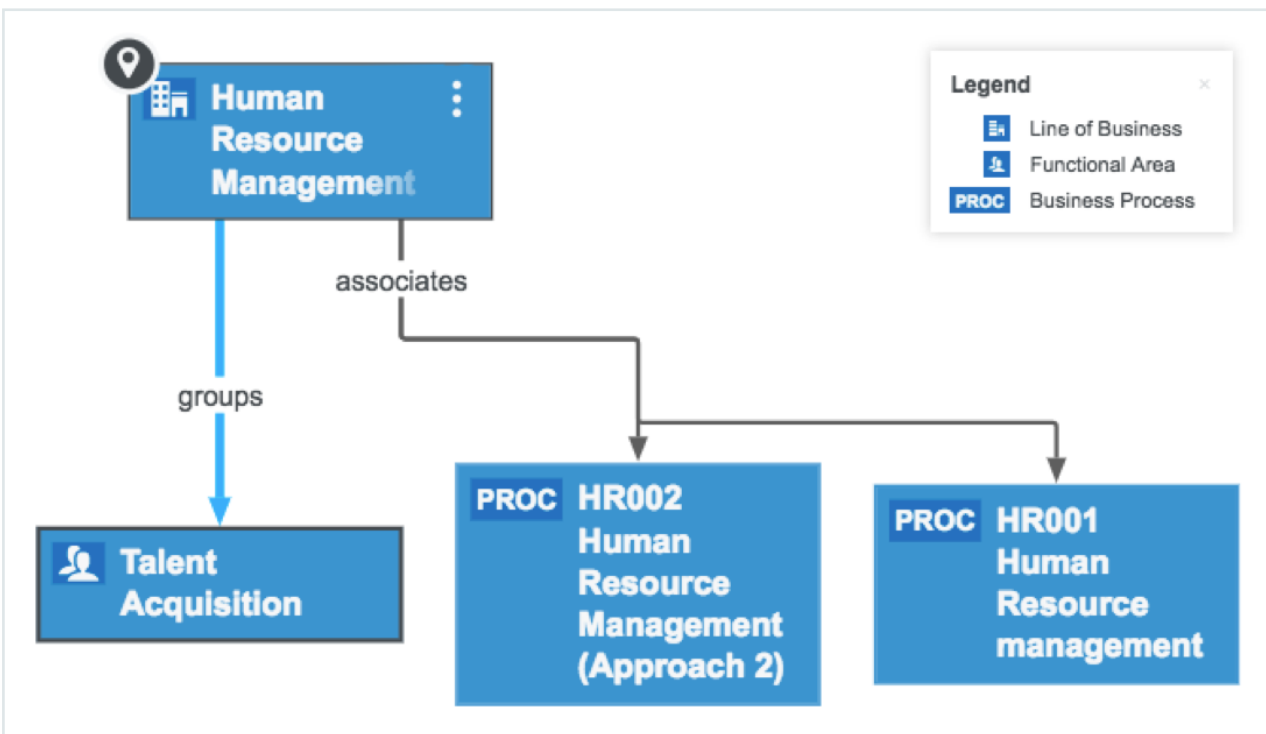 Human
Resource
Management
Legend
×
Line of Business
Functional Area
PROC Business Process
associates
groups
Talent
Acquisition
PROC HR002
Human
Resource
Management
(Approach 2)
PROC HR001
Human
Resource
management